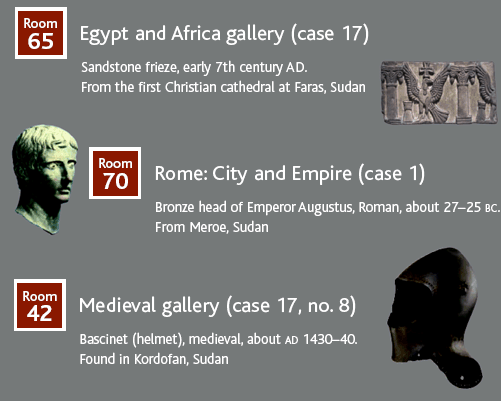 Room
65
Egypt and Africa gallery (case 17)
Sandstone frieze, early 7th century AD.
From the first Christian cathedral at Faras, Sudan
Room
70
Rome: City and Empire (case 1)
Bronze head of Emperor Augustus, Roman, about 27–25 BC.
From Meroe, Sudan
Room
42
Medieval gallery (case 17, no. 8)
Bascinet (helmet), medieval, about AD 1430–40.
Found in Kordofan, Sudan